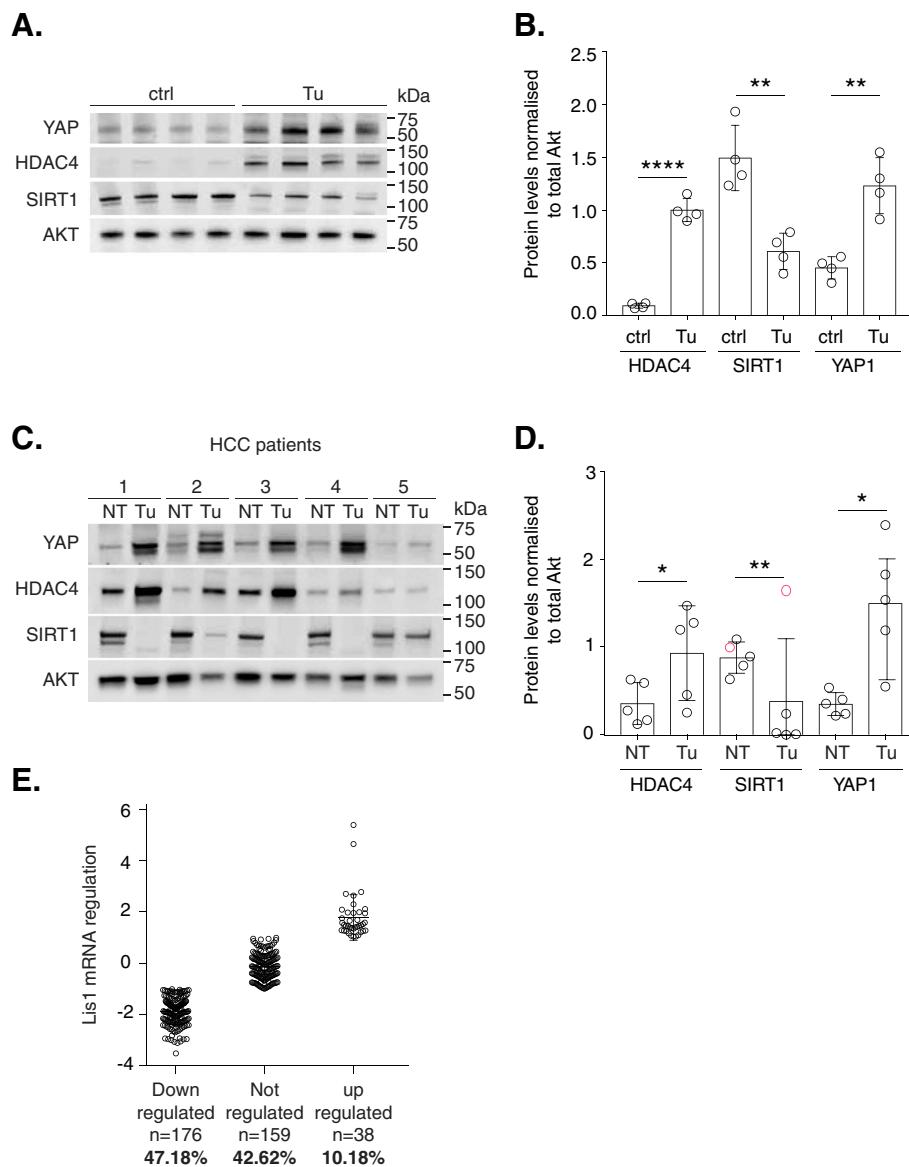 A.
ctrl Tu kDa
YAP 75
50
HDAC4 150
100
SIRT1 150
100
AKT 75
50
B.
Protein levels normalised
to total Akt
2.5
2.0
1.5
1.0
0.5
0.0
**** ** **
ctrl Tu ctrl Tu ctrl Tu
HDAC4 SIRT1 YAP1
C.
HCC patients
1 2 3 4 5
NT Tu NT Tu NT Tu NT Tu NT Tu kDa
YAP 75
50
HDAC4 150
100
SIRT1 150
100
AKT 75
50
D.
Protein levels normalised
to total Akt
3
2
1
0
* ** *
NT Tu NT Tu NT Tu
HDAC4 SIRT1 YAP1
E.
Lis1 mRNA regulation
6
4
2
0
-2
-4
Down Not up
regulated regulated regulated
n=176 n=159 n=38
47.18% 42.62% 10.18%